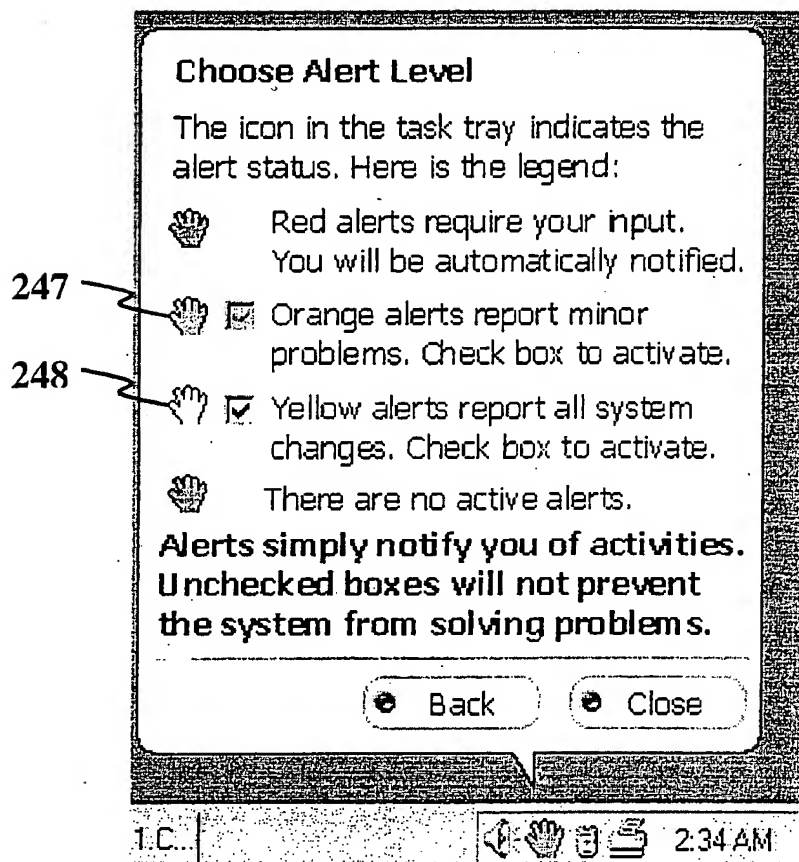 Choose Alert Level
The icon in the task tray indicates the
alert status. Here is the legend:
Red alerts require your input.
You will be automatically notified.
247
Orange alerts report minor
problems. Check box to activate.
248
Yellow alerts report all system
changes. Check box to activate.
There are no active alerts.
Alerts simply notify you of activities.
Unchecked boxes will not prevent
the system from solving problems.
Back Close
1.C... 2:34 AM